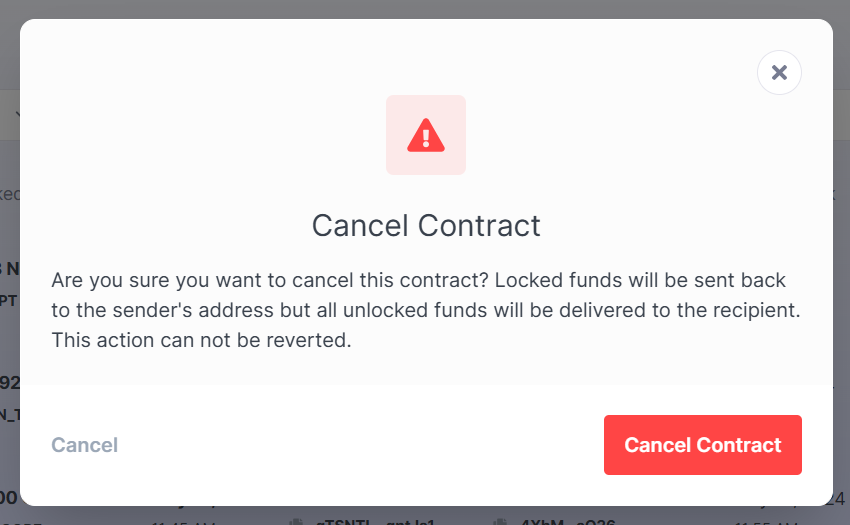 Cancel Contract
Are you sure you want to cancel this contract? Locked funds will be sent back
to the sender's address but all unlocked funds will be delivered to the recipient.
This action can not be reverted.
Cancel
Cancel Contract